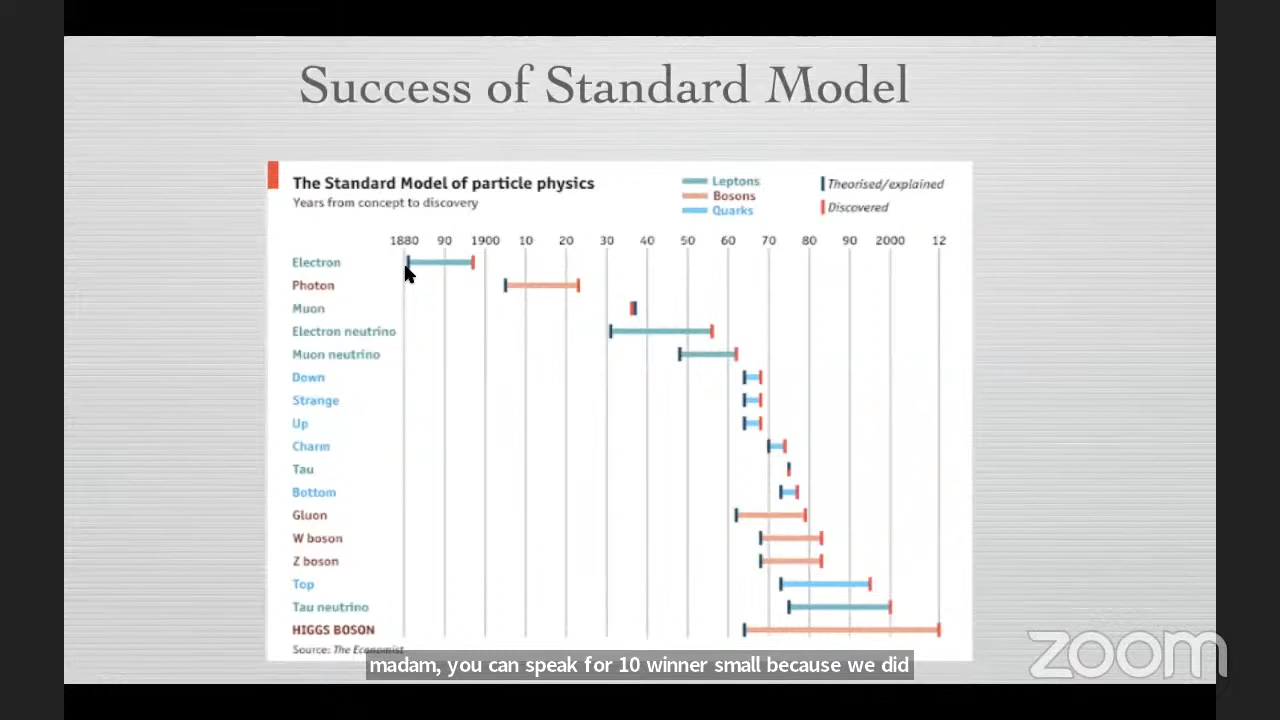 Success of Standard Model
The Standard Model of particle physics
Years from concept to discovery
Leptons
Bosons
Quarks
Theorised/explained
Discovered
1880 90 1900 10 20 30 40 50 60 70 80 90 2000 12
Electron
Photon
Muon
Electron neutrino
Muon neutrino
Down
Strange
Up
Charm
Tau
Bottom
Gluon
W boson
Z boson
Top
Tau neutrino
HIGGS BOSON
Source: The Economist
madam, you can speak for 10 winner small because we did
zoom